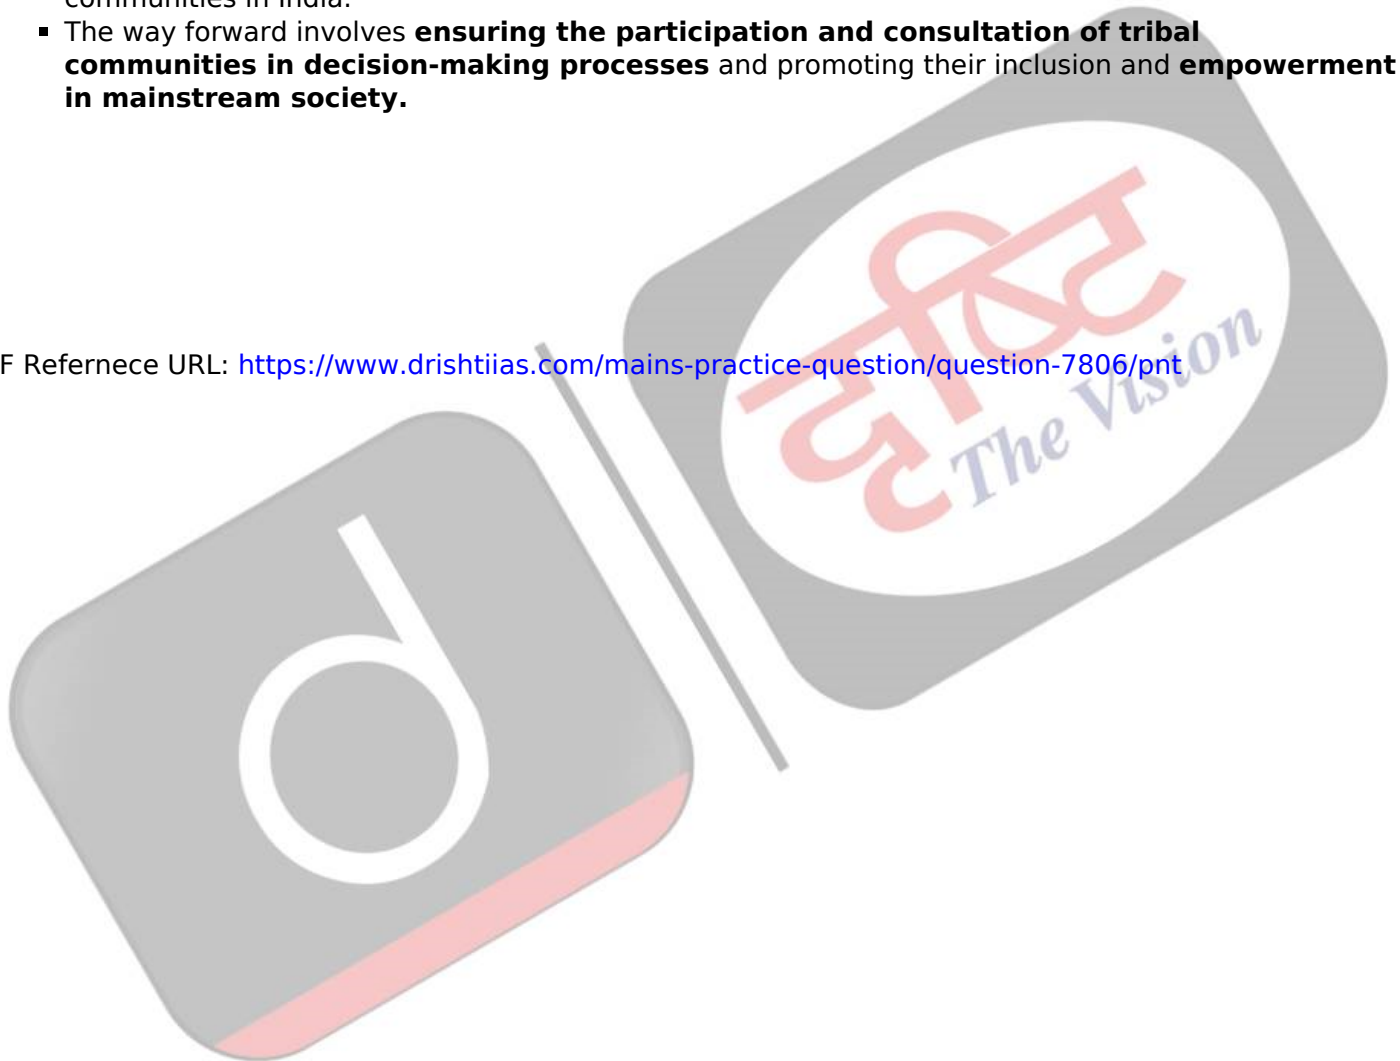 communities in India.
▪ The way forward involves ensuring the participation and consultation of tribal
communities in decision-making processes and promoting their inclusion and empowerment
in mainstream society.
F Refernece URL: https://www.drishtiias.com/mains-practice-question/question-7806/pnt
दृष्टि
The Vision
d